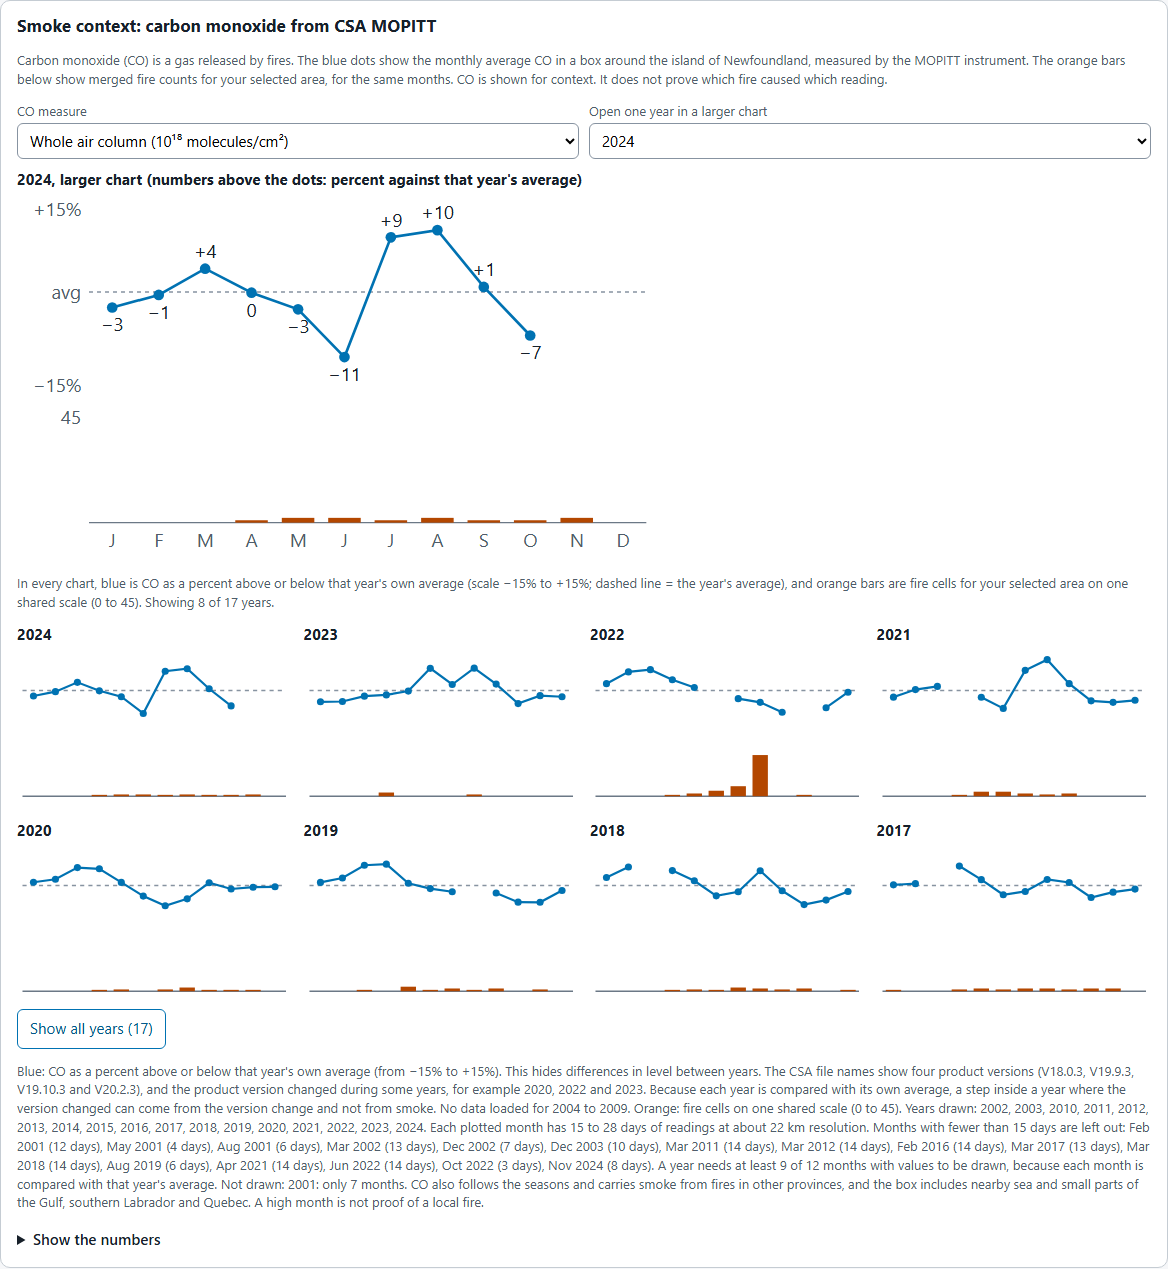 Smoke context: carbon monoxide from CSA MOPITT
Carbon monoxide (CO) is a gas released by fires. The blue dots show the monthly average CO in a box around the island of Newfoundland, measured by the MOPITT instrument. The orange bars
below show merged fire counts for your selected area, for the same months. CO is shown for context. It does not prove which fire caused which reading.
CO measure
Open one year in a larger chart
Whole air column (10¹⁸ molecules/cm²)
2024
2024, larger chart (numbers above the dots: percent against that year's average)
+15%
avg
−15%
45
−3
−1
+4
0
−3
−11
+9
+10
+1
−7
J F M A M J J A S O N D
In every chart, blue is CO as a percent above or below that year's own average (scale −15% to +15%; dashed line = the year's average), and orange bars are fire cells for your selected area on one
shared scale (0 to 45). Showing 8 of 17 years.
2024 2023 2022 2021
2020 2019 2018 2017
Show all years (17)
Blue: CO as a percent above or below that year's own average (from −15% to +15%). This hides differences in level between years. The CSA file names show four product versions (V18.0.3, V19.9.3,
V19.10.3 and V20.2.3), and the product version changed during some years, for example 2020, 2022 and 2023. Because each year is compared with its own average, a step inside a year where the
version changed can come from the version change and not from smoke. No data loaded for 2004 to 2009. Orange: fire cells on one shared scale (0 to 45). Years drawn: 2002, 2003, 2010, 2011, 2012,
2013, 2014, 2015, 2016, 2017, 2018, 2019, 2020, 2021, 2022, 2023, 2024. Each plotted month has 15 to 28 days of readings at about 22 km resolution. Months with fewer than 15 days are left out: Feb
2001 (12 days), May 2001 (4 days), Aug 2001 (6 days), Mar 2002 (13 days), Dec 2002 (7 days), Dec 2003 (10 days), Mar 2011 (14 days), Mar 2012 (14 days), Feb 2016 (14 days), Mar 2017 (13 days), Mar
2018 (14 days), Aug 2019 (6 days), Apr 2021 (14 days), Jun 2022 (14 days), Oct 2022 (3 days), Nov 2024 (8 days). A year needs at least 9 of 12 months with values to be drawn, because each month is
compared with that year's average. Not drawn: 2001: only 7 months. CO also follows the seasons and carries smoke from fires in other provinces, and the box includes nearby sea and small parts of
the Gulf, southern Labrador and Quebec. A high month is not proof of a local fire.
Show the numbers